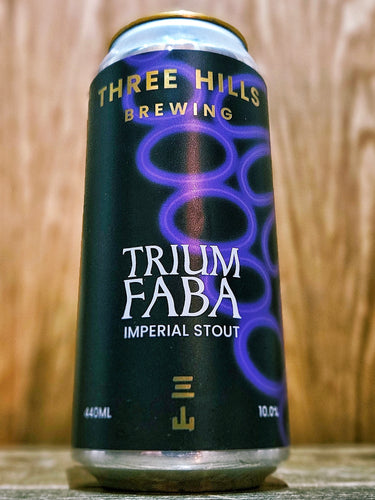 THREE HILLS
BREWING
TRIUM
FABA
IMPERIAL STOUT
440ML
10.0%